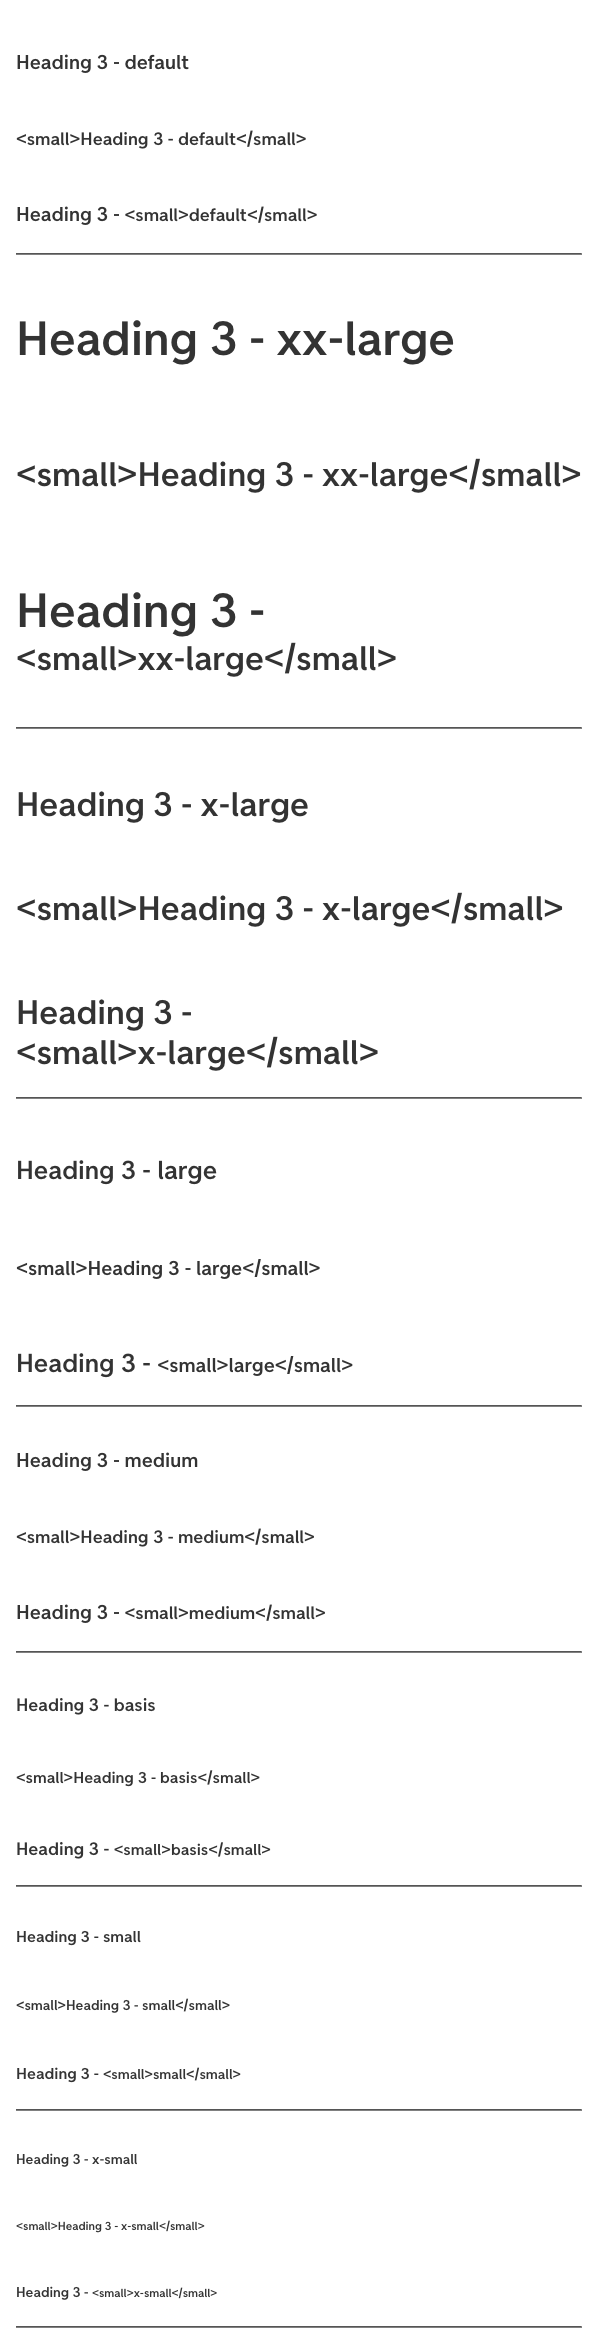 Heading 3 - default
<small>Heading 3 - default</small>
Heading 3 - <small>default</small>
Heading 3 - xx-large
<small>Heading 3 - xx-large</small>
Heading 3 -
<small>xx-large</small>
Heading 3 - x-large
<small>Heading 3 - x-large</small>
Heading 3 -
<small>x-large</small>
Heading 3 - large
<small>Heading 3 - large</small>
Heading 3 - <small>large</small>
Heading 3 - medium
<small>Heading 3 - medium</small>
Heading 3 - <small>medium</small>
Heading 3 - basis
<small>Heading 3 - basis</small>
Heading 3 - <small>basis</small>
Heading 3 - small
<small>Heading 3 - small</small>
Heading 3 - <small>small</small>
Heading 3 - x-small
<small>Heading 3 - x-small</small>
Heading 3 - <small>x-small</small>